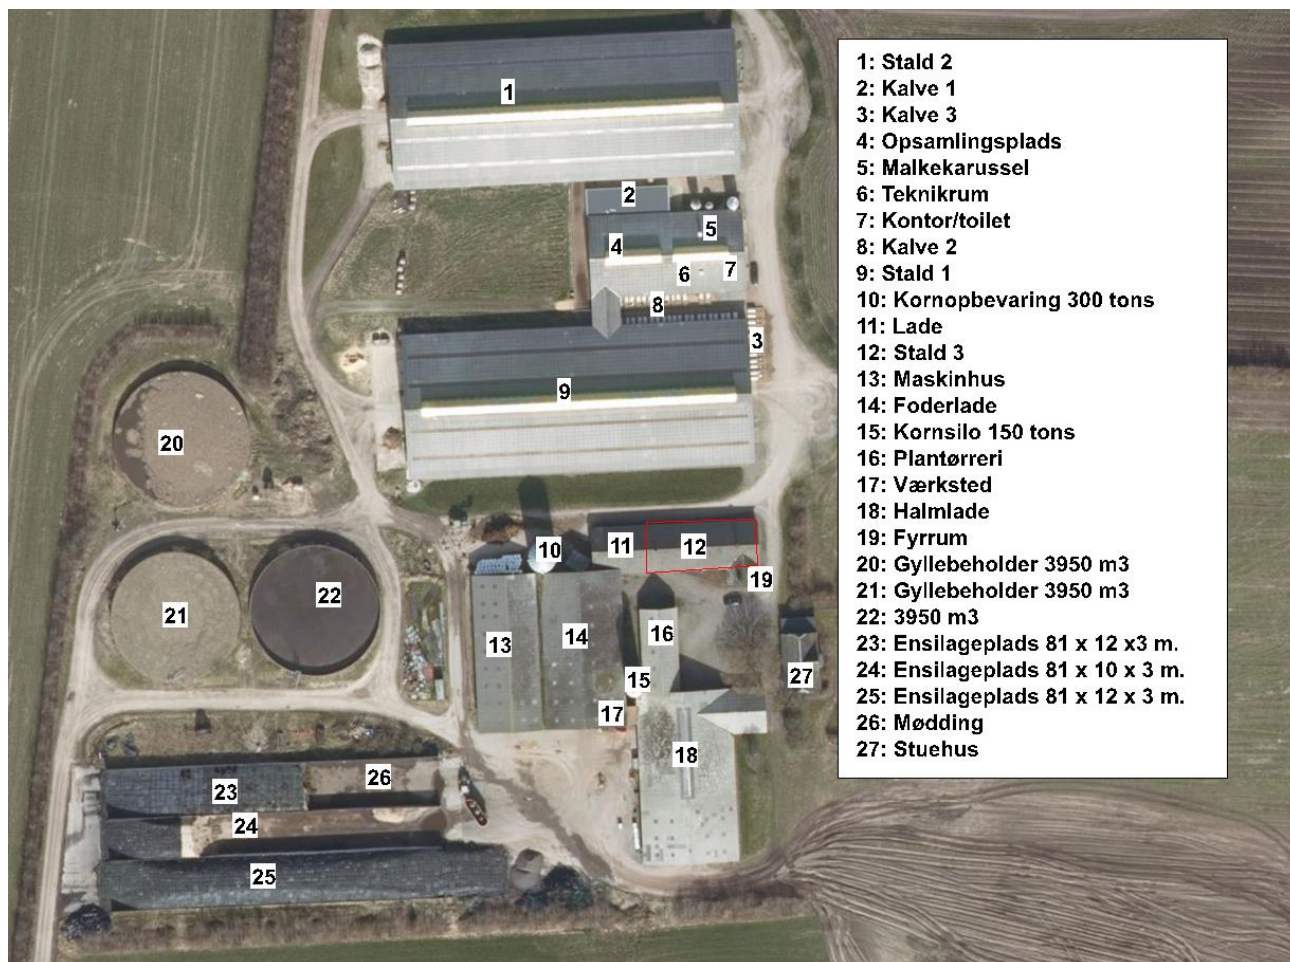 1: Stald 2
2: Kalve 1
3: Kalve 3
4: Opsamlingsplads
5: Malkekarussel
6: Teknikrum
7: Kontor/toilet
8: Kalve 2
9: Stald 1
10: Kornopbevaring 300 tons
11: Lade
12: Stald 3
13: Maskinhus
14: Foderlade
15: Kornsilo 150 tons
16: Plantørreri
17: Værksted
18: Halmlade
19: Fyrrum
20: Gyllebeholder 3950 m3
21: Gyllebeholder 3950 m3
22: 3950 m3
23: Ensilageplads 81 x 12 x3 m.
24: Ensilageplads 81 x 10 x 3 m.
25: Ensilageplads 81 x 12 x 3 m.
26: Mødding
27: Stuehus
1
2
5
4
6
7
8
3
9
20
10
11
12
19
22
21
13
14
16
15
27
17
18
26
23
24
25